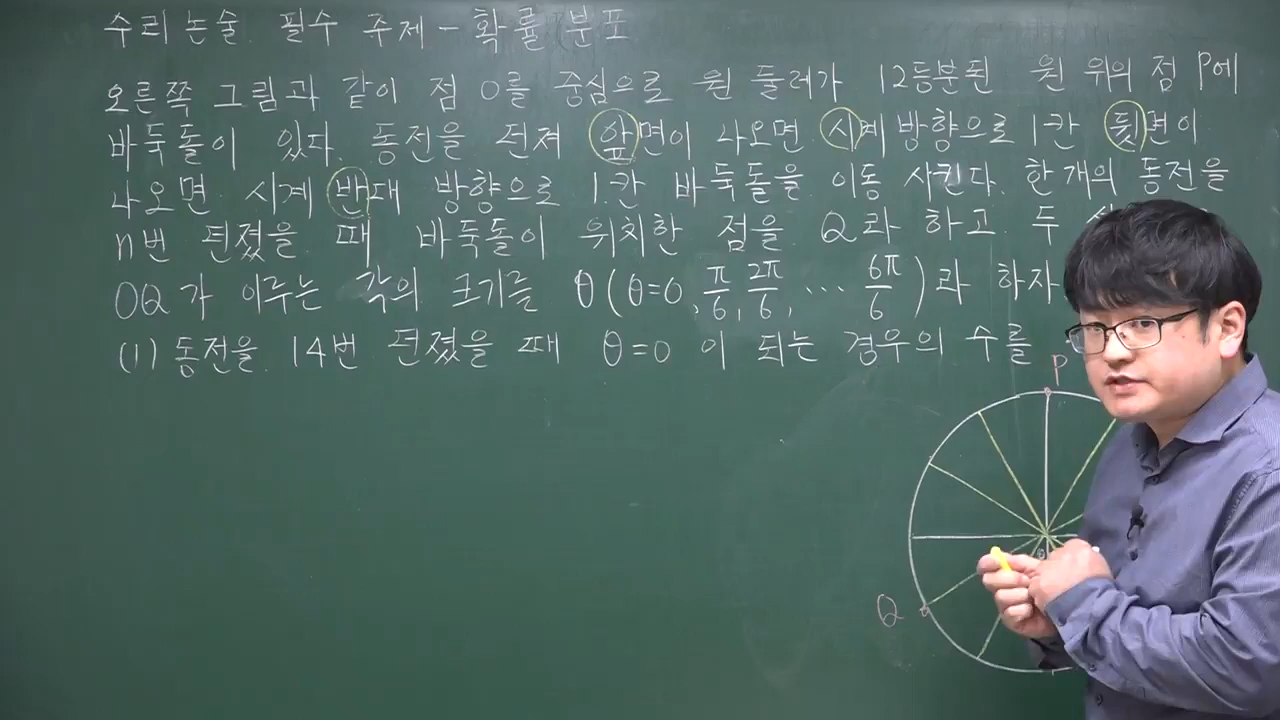 수리 논술 필수 주제 - 확률 분포
오른쪽 그림과 같이 점 O를 중심으로 원 둘레가 12등분된 원 위의 점 P에
바둑돌이 있다. 동전을 던져 앞면이 나오면 시계 방향으로 1칸 뒷면이
나오면 시계 반대 방향으로 1칸 바둑돌을 이동 시킨다. 한 개의 동전을
n번 던졌을 때 바둑돌이 위치한 점을 Q라 하고 두
OQ가 이루는 각의 크기를 θ(θ=0, π/6, 2π/6, ⋯ 6π/6)라 하자
(1) 동전을 14번 던졌을 때 θ=0 이 되는 경우의 수를
P
Q